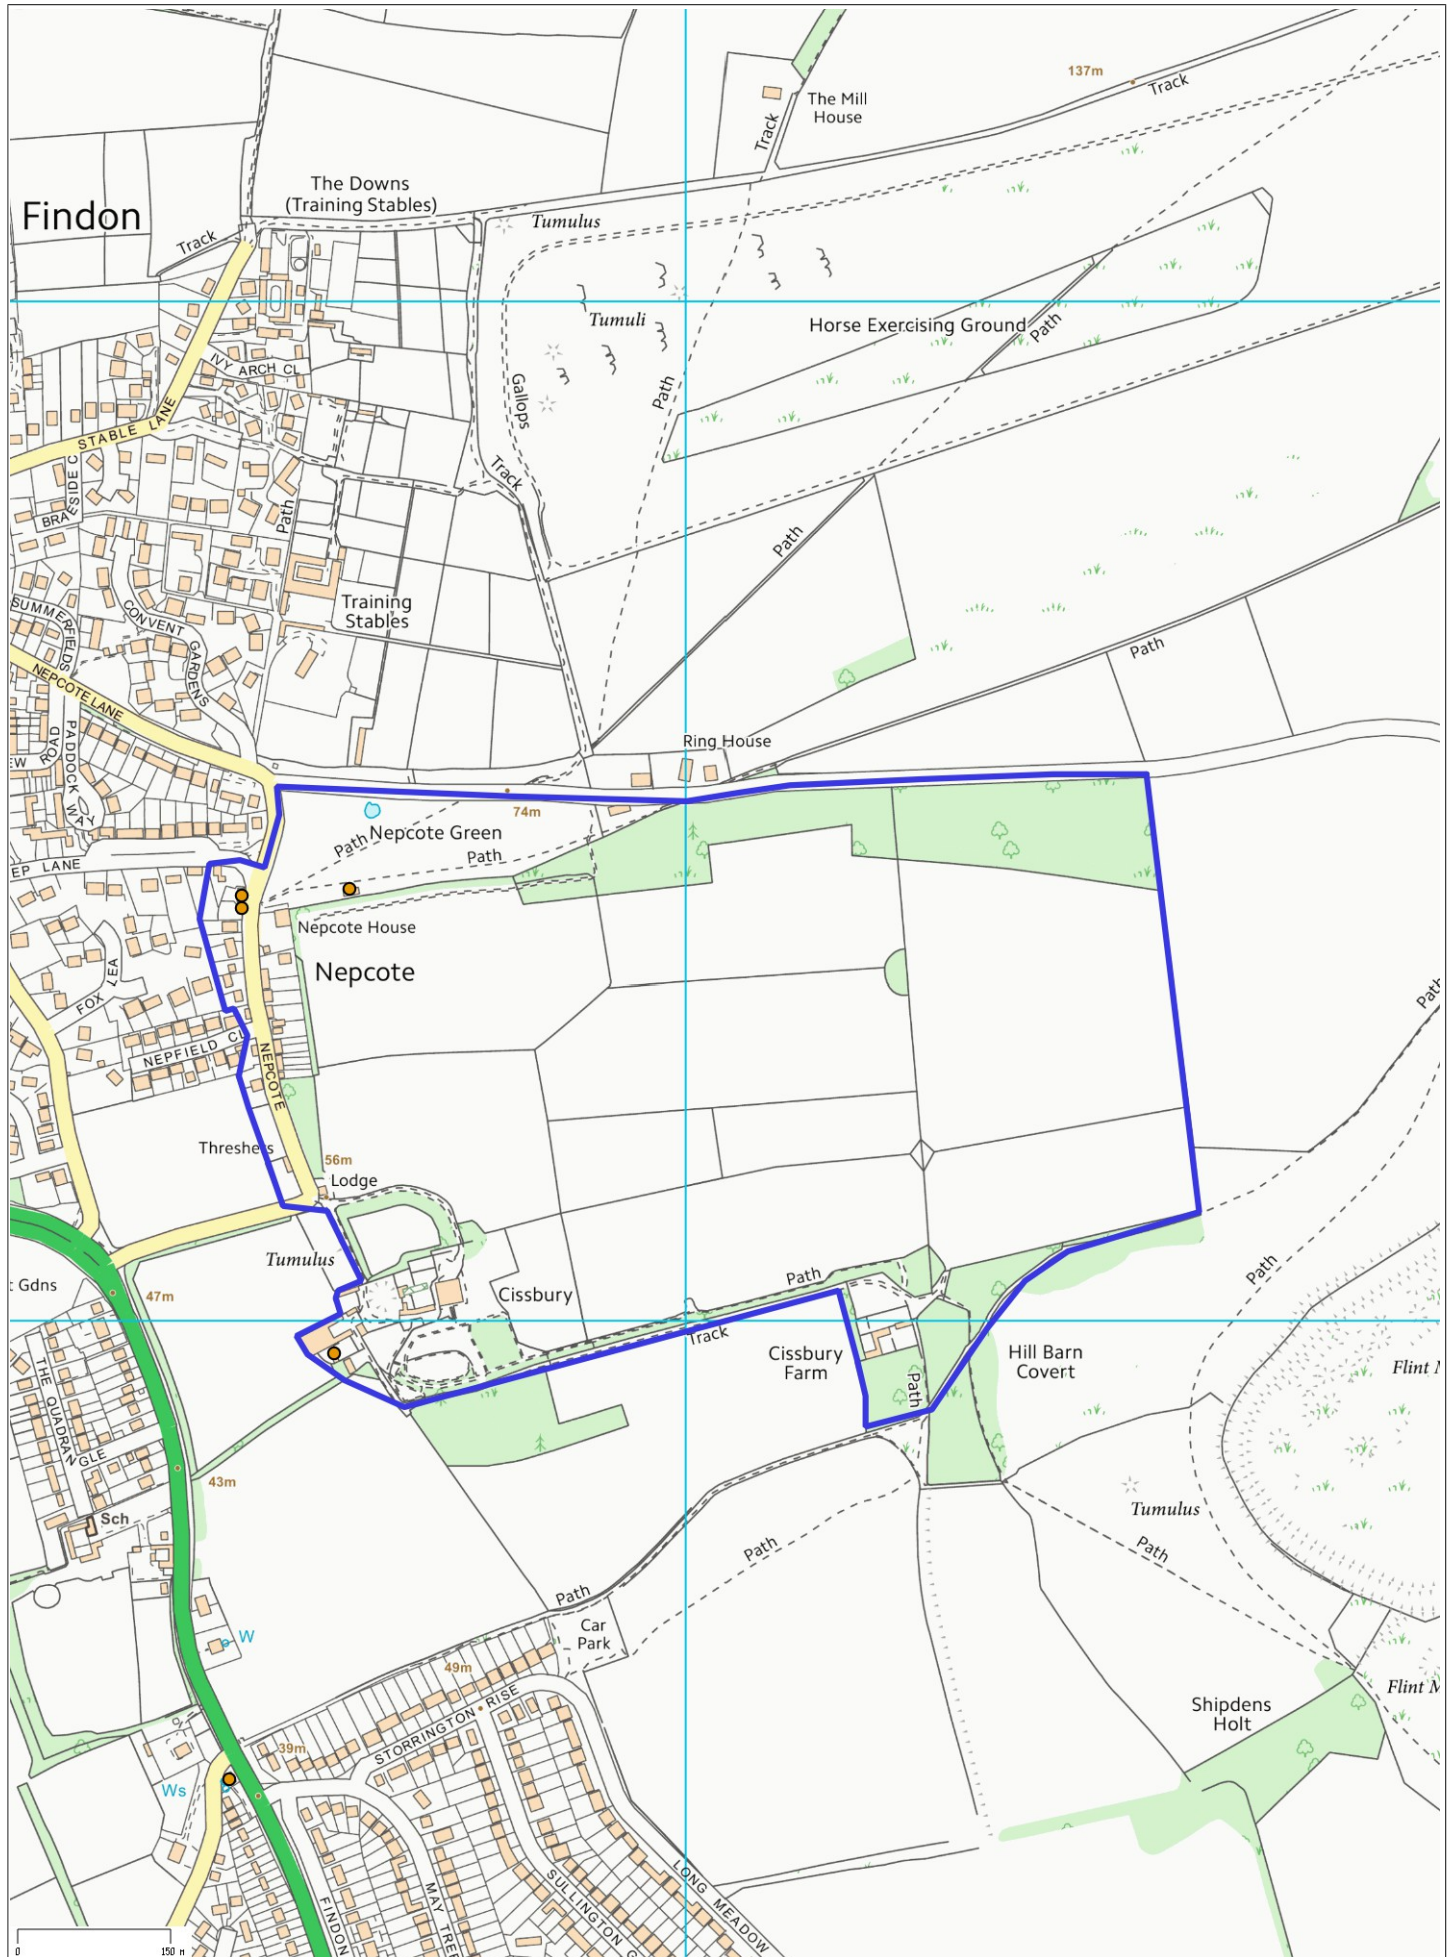 137m
Track
The Mill
House
Track
The Downs
(Training Stables)
Findon
Tumulus
Track
Tumuli
Horse Exercising Ground
Path
IVY ARCH CL
Gallops
Path
STABLE LANE
Track
BRAESIDE C
Path
Path
Training
Stables
SUMMERFIELDS
CONVENT
GARDENS
Path
NEPCOTE LANE
Ring House
EW
ROAD
PADDOCK WAY
74m
Path
Nepcote Green
Path
EP LANE
Nepcote House
Nepcote
FOX LEA
Path
NEPFIELD CL
NEPCOTE
Threshers
56m
Lodge
Tumulus
Path
Path
Cissbury
t Gdns
47m
Track
Cissbury
Farm
Hill Barn
Covert
Path
Flint M
THE QUADRANGLE
43m
Sch
Tumulus
Path
Path
Path
Car
Park
W
49m
STORRINGTON RISE
Shipdens
Holt
Flint M
39m
Ws
LONG MEADOW
SULLINGTON G
MAY TREE
FINDON
0
150 m